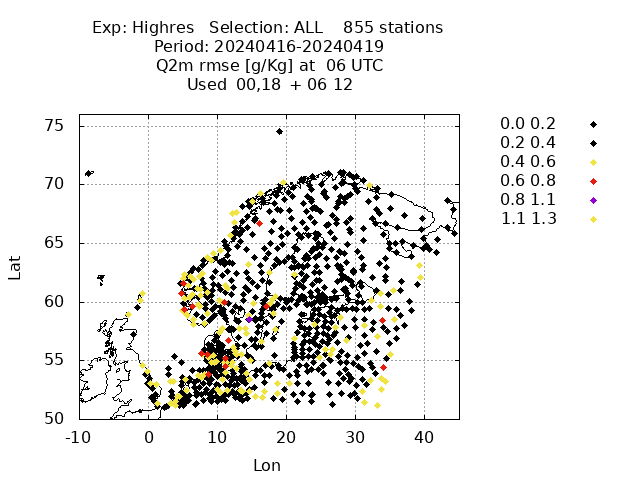 Exp: Highres   Selection: ALL    855 stations
Period: 20240416-20240419
Q2m rmse [g/Kg] at  06 UTC
Used  00,18  + 06 12
75
70
65
60
55
50
Lat
-10 0 10 20 30 40
Lon
0.0 0.2
0.2 0.4
0.4 0.6
0.6 0.8
0.8 1.1
1.1 1.3